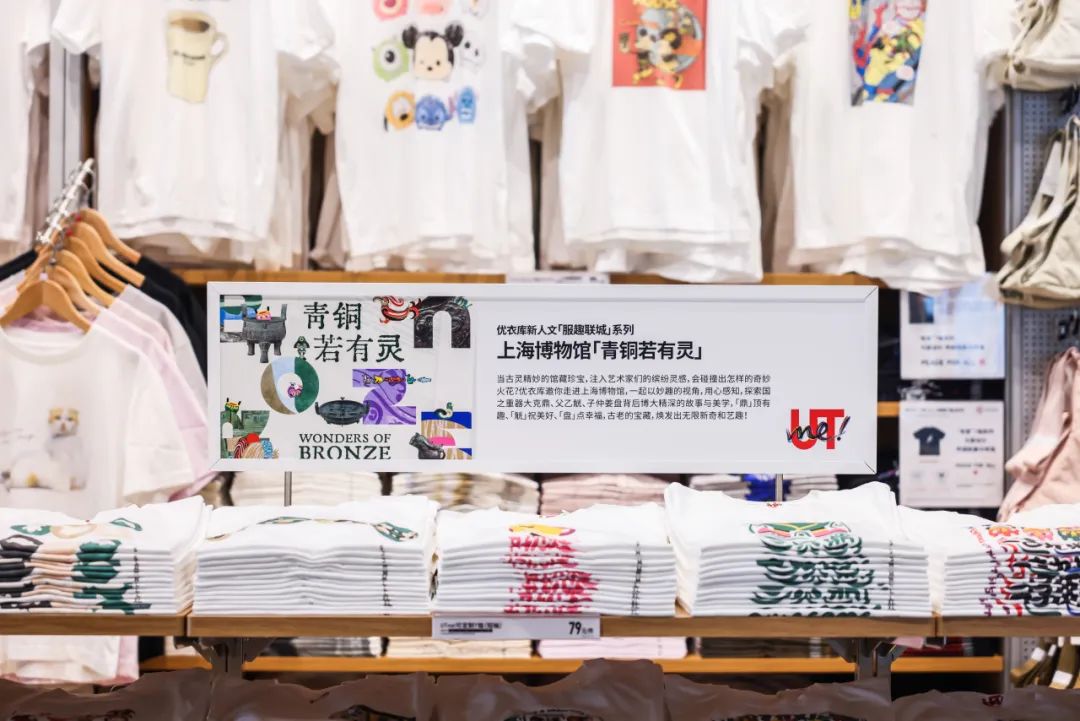 青铜
若有灵
WONDERS OF
BRONZE
优衣库新人文「服趣联城」系列
上海博物馆「青铜若有灵」
当古灵精妙的馆藏珍宝,注入艺术家们的缤纷灵感,会碰撞出怎样的奇妙
火花?优衣库邀你走进上海博物馆,一起以妙趣的视角,用心感知,探索国
之重器大克鼎、父乙觥、子仲姜盘背后博大精深的故事与美学,「鼎」顶有
趣、「觥」祝美好、「盘」点幸福,古老的宝藏,焕发出无限新奇和艺趣!
UT
me!
79